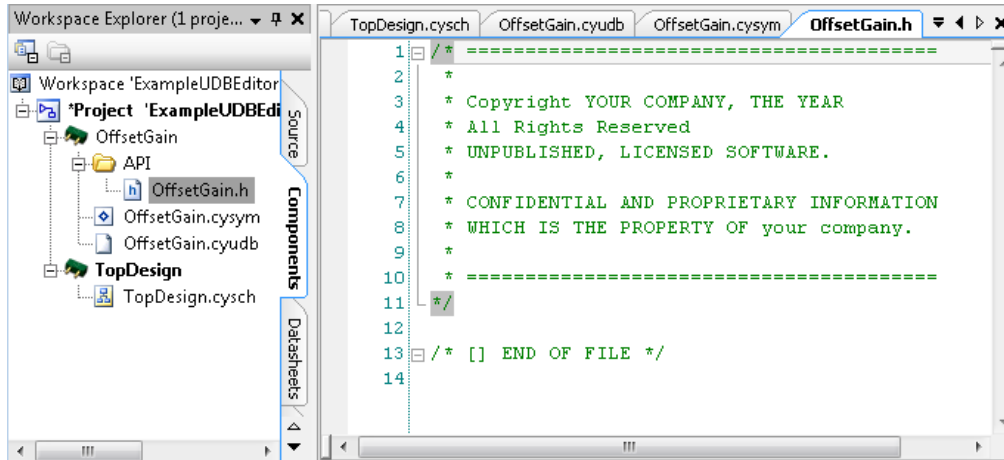 Workspace Explorer (1 proje...
Workspace 'ExampleUDBEditor
*Project 'ExampleUDBEdi
OffsetGain
API
h OffsetGain.h
OffsetGain.cysym
OffsetGain.cyudb
TopDesign
TopDesign.cysch
Source
Components
Datasheets
TopDesign.cysch OffsetGain.cyudb OffsetGain.cysym OffsetGain.h
1 /* ========================================
2 *
3 * Copyright YOUR COMPANY, THE YEAR
4 * All Rights Reserved
5 * UNPUBLISHED, LICENSED SOFTWARE.
6 *
7 * CONFIDENTIAL AND PROPRIETARY INFORMATION
8 * WHICH IS THE PROPERTY OF your company.
9 *
10 * ========================================
11 */
12
13 /* [] END OF FILE */
14